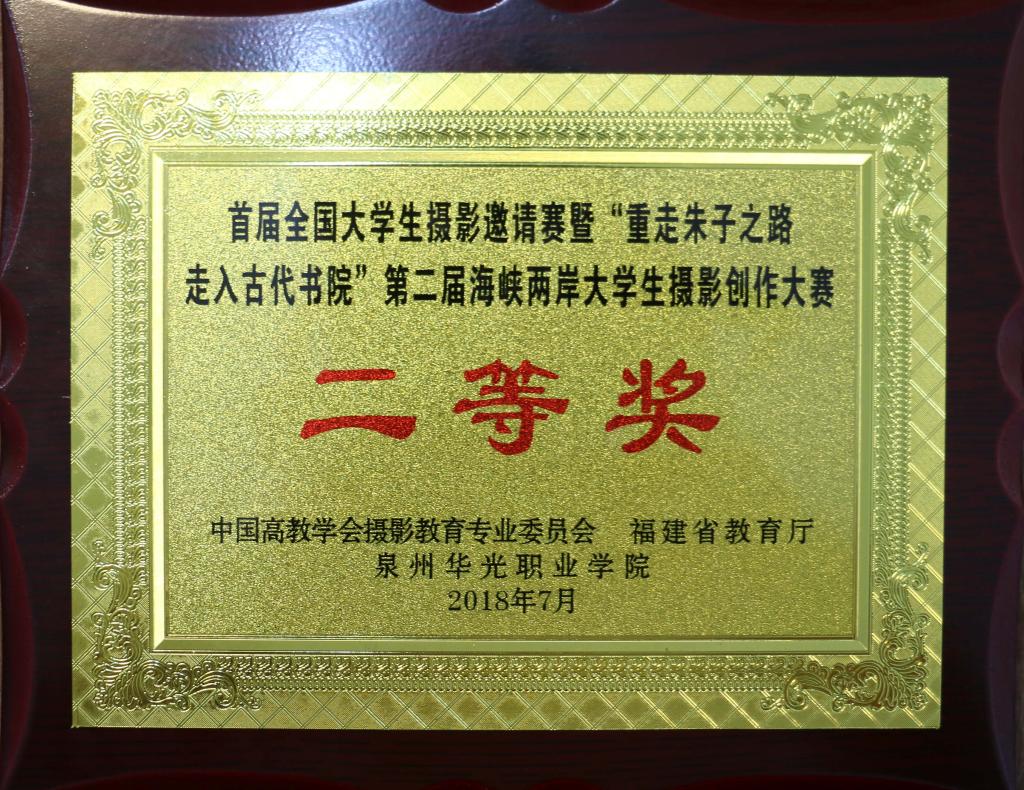 首届全国大学生摄影邀请赛暨“重走朱子之路
走入古代书院”第二届海峡两岸大学生摄影创作大赛
二等奖
中国高教学会摄影教育专业委员会 福建省教育厅
泉州华光职业学院
2018年7月